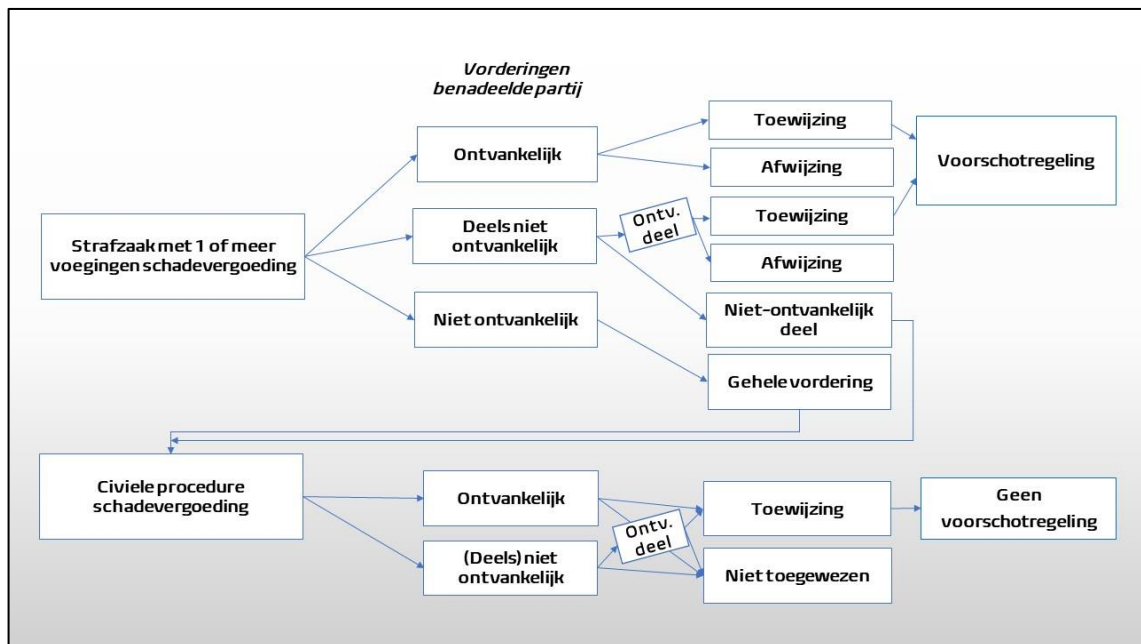 Vorderingen
benadeelde partij
Ontvankelijk
Toewijzing
Afwijzing
Voorschotregeling
Strafzaak met 1 of meer
voegingen schadevergoeding
Deels niet
ontvankelijk
Ontv.
deel
Toewijzing
Afwijzing
Niet ontvankelijk
Niet-ontvankelijk
deel
Gehele vordering
Civiele procedure
schadevergoeding
Ontvankelijk
(Deels) niet
ontvankelijk
Ontv.
deel
Toewijzing
Niet toegewezen
Geen
voorschotregeling